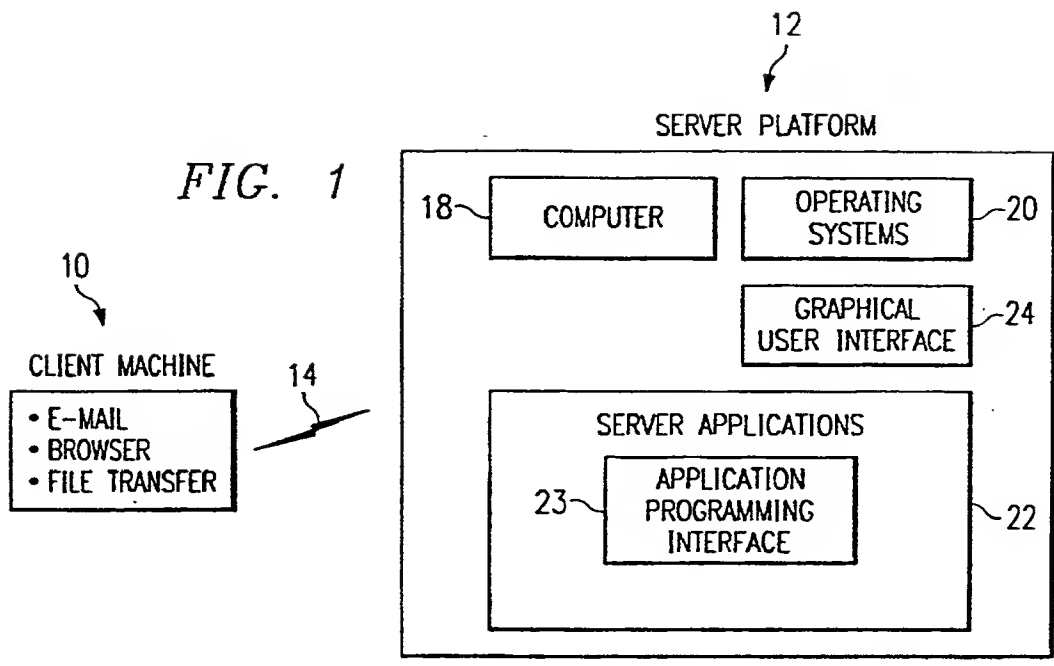 12
SERVER PLATFORM
FIG. 1
18
COMPUTER
OPERATING
SYSTEMS
20
10
GRAPHICAL
USER INTERFACE
24
CLIENT MACHINE
14
• E-MAIL
• BROWSER
• FILE TRANSFER
SERVER APPLICATIONS
23
APPLICATION
PROGRAMMING
INTERFACE
22